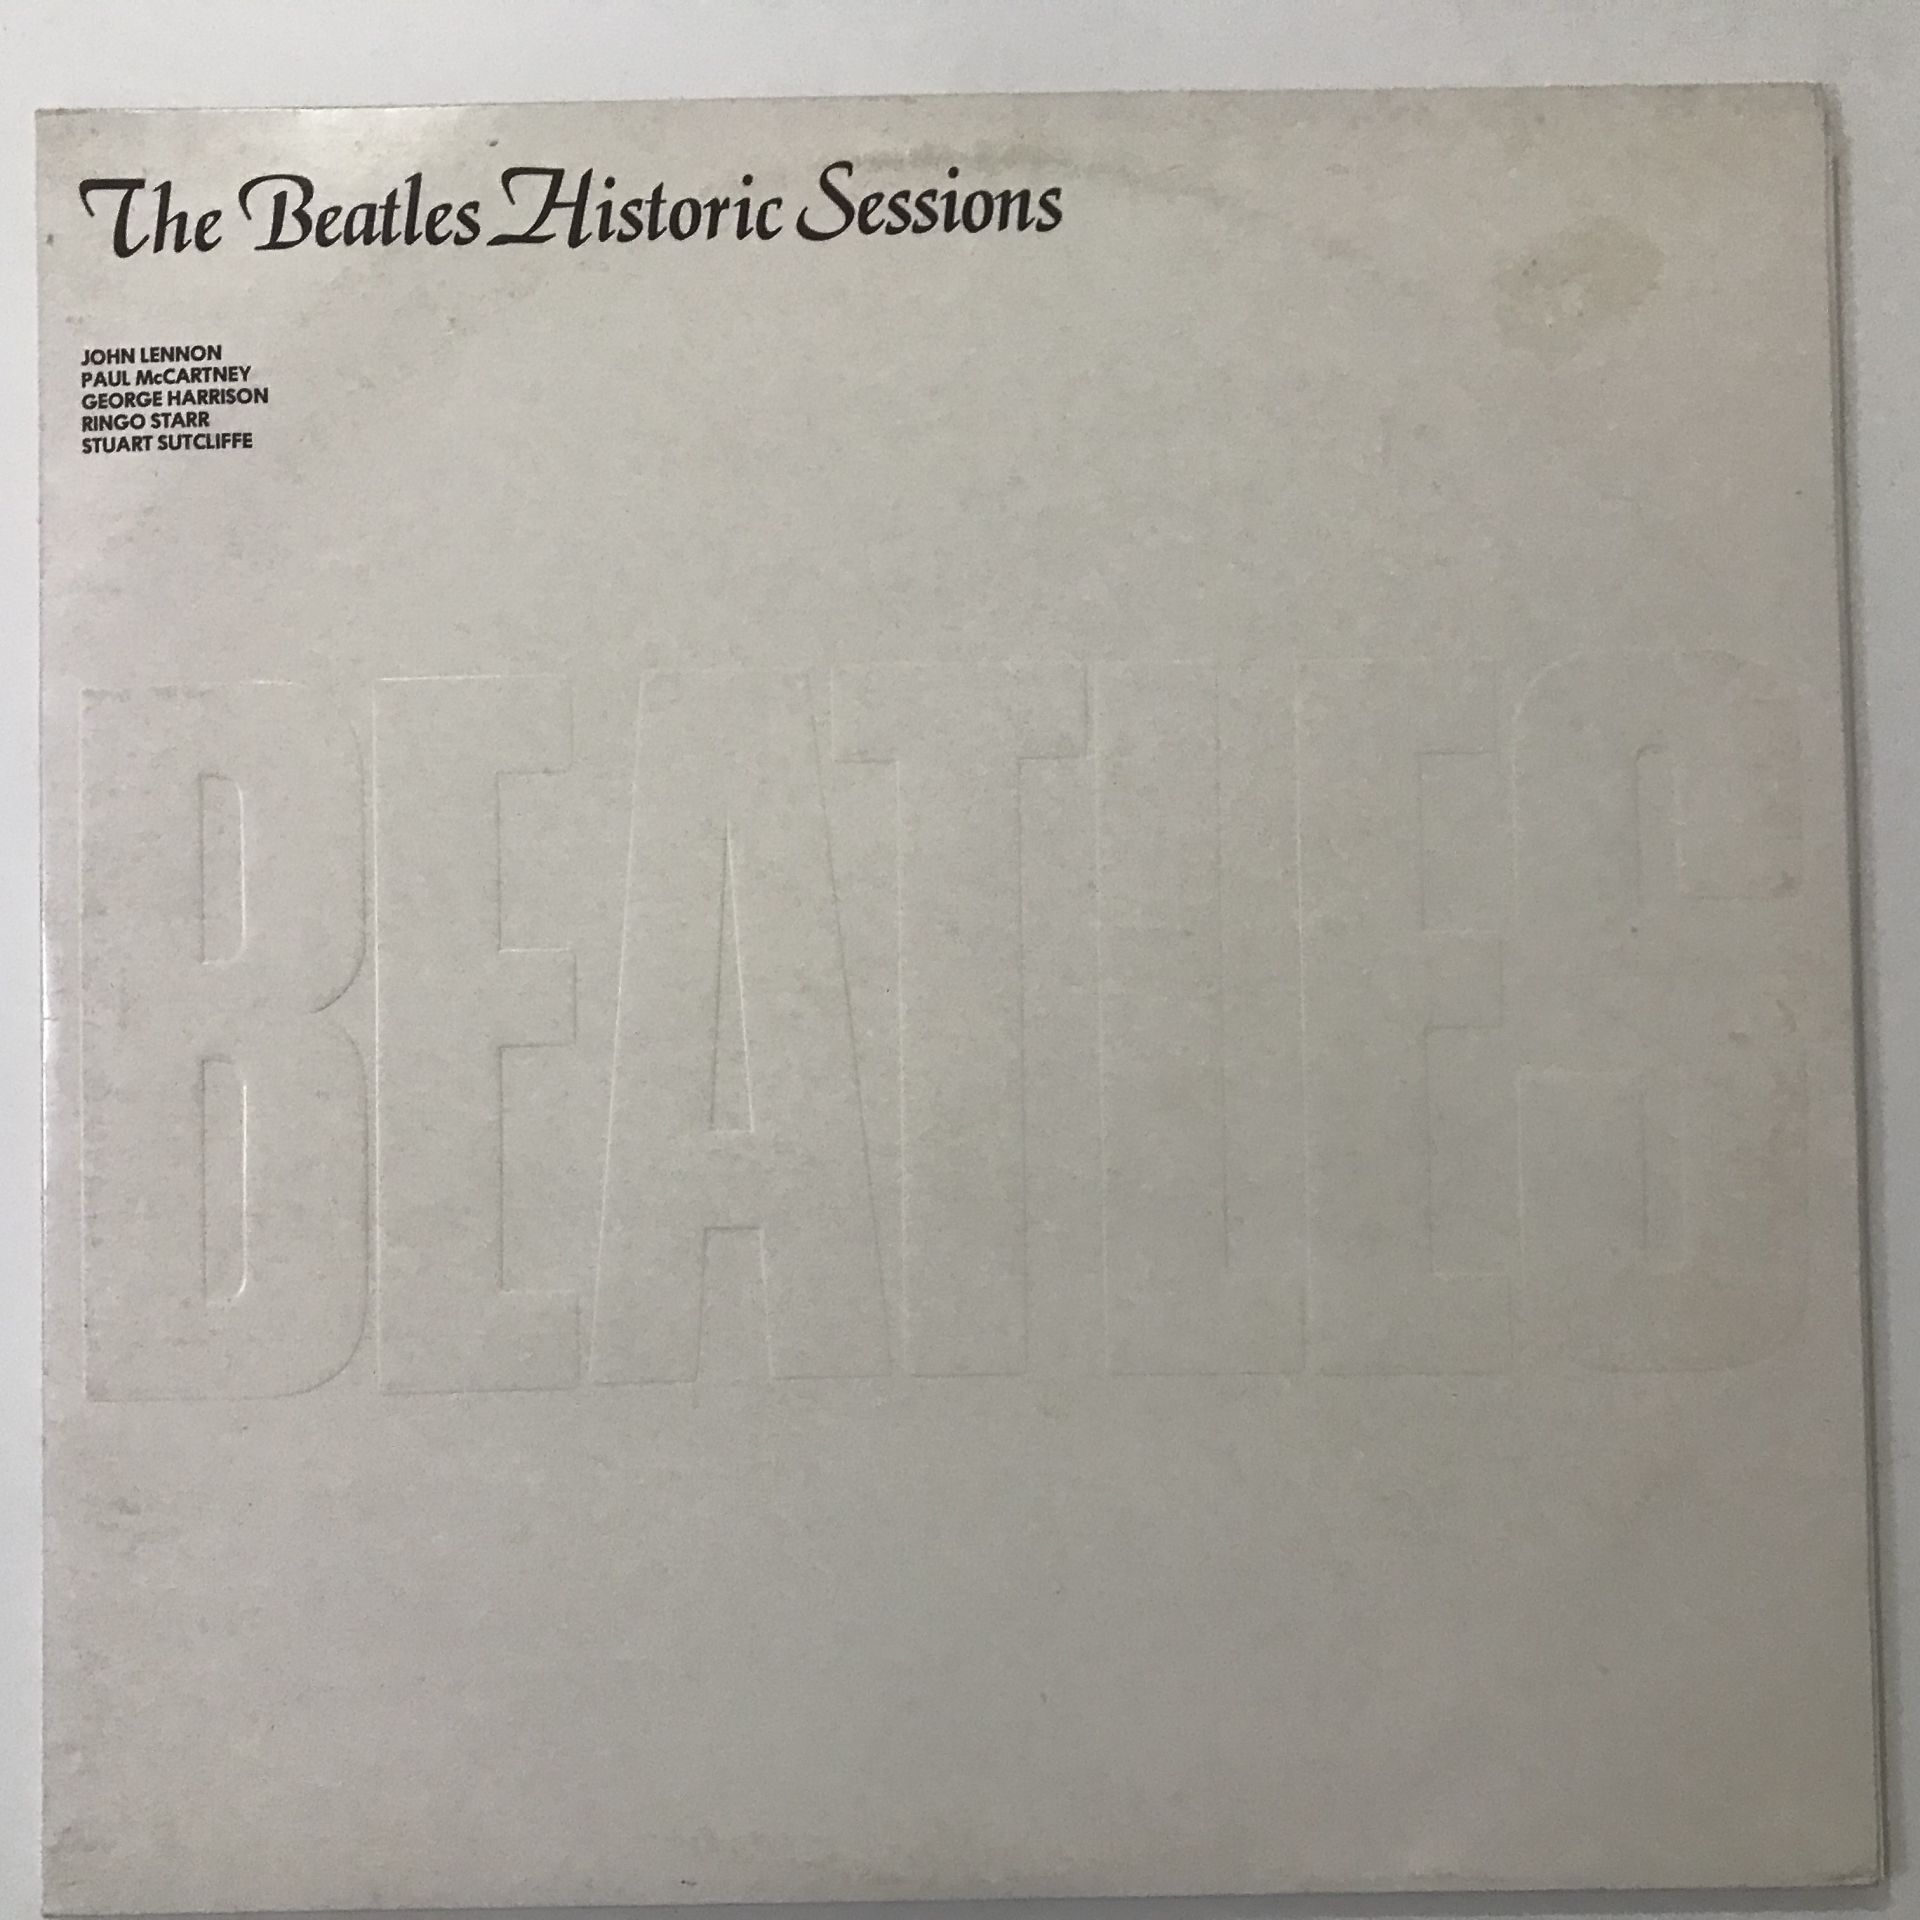 The Beatles Historic Sessions
JOHN LENNON
PAUL McCARTNEY
GEORGE HARRISON
RINGO STARR
STUART SUTCLIFFE
BEATLES